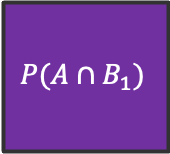 P(A ∩ B₁)